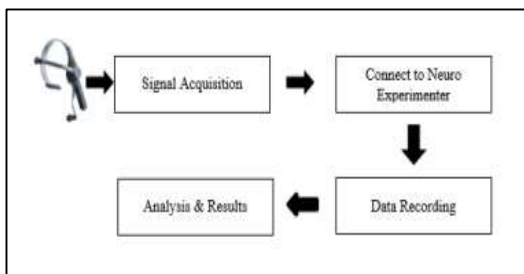 Signal Acquisition
Connect to Neuro
Experimenter
Data Recording
Analysis & Results